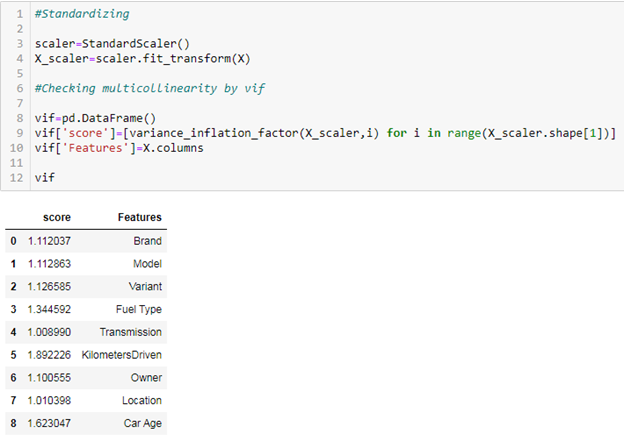 1 #Standardizing
2
3 scaler=StandardScaler()
4 X_scaler=scaler.fit_transform(X)
5
6 #Checking multicollinearity by vif
7
8 vif=pd.DataFrame()
9 vif['score']=[variance_inflation_factor(X_scaler,i) for i in range(X_scaler.shape[1])]
10 vif['Features']=X.columns
11
12 vif
score Features
0 1.112037 Brand
1 1.112863 Model
2 1.126585 Variant
3 1.344592 Fuel Type
4 1.008990 Transmission
5 1.892226 KilometersDriven
6 1.100555 Owner
7 1.010398 Location
8 1.623047 Car Age